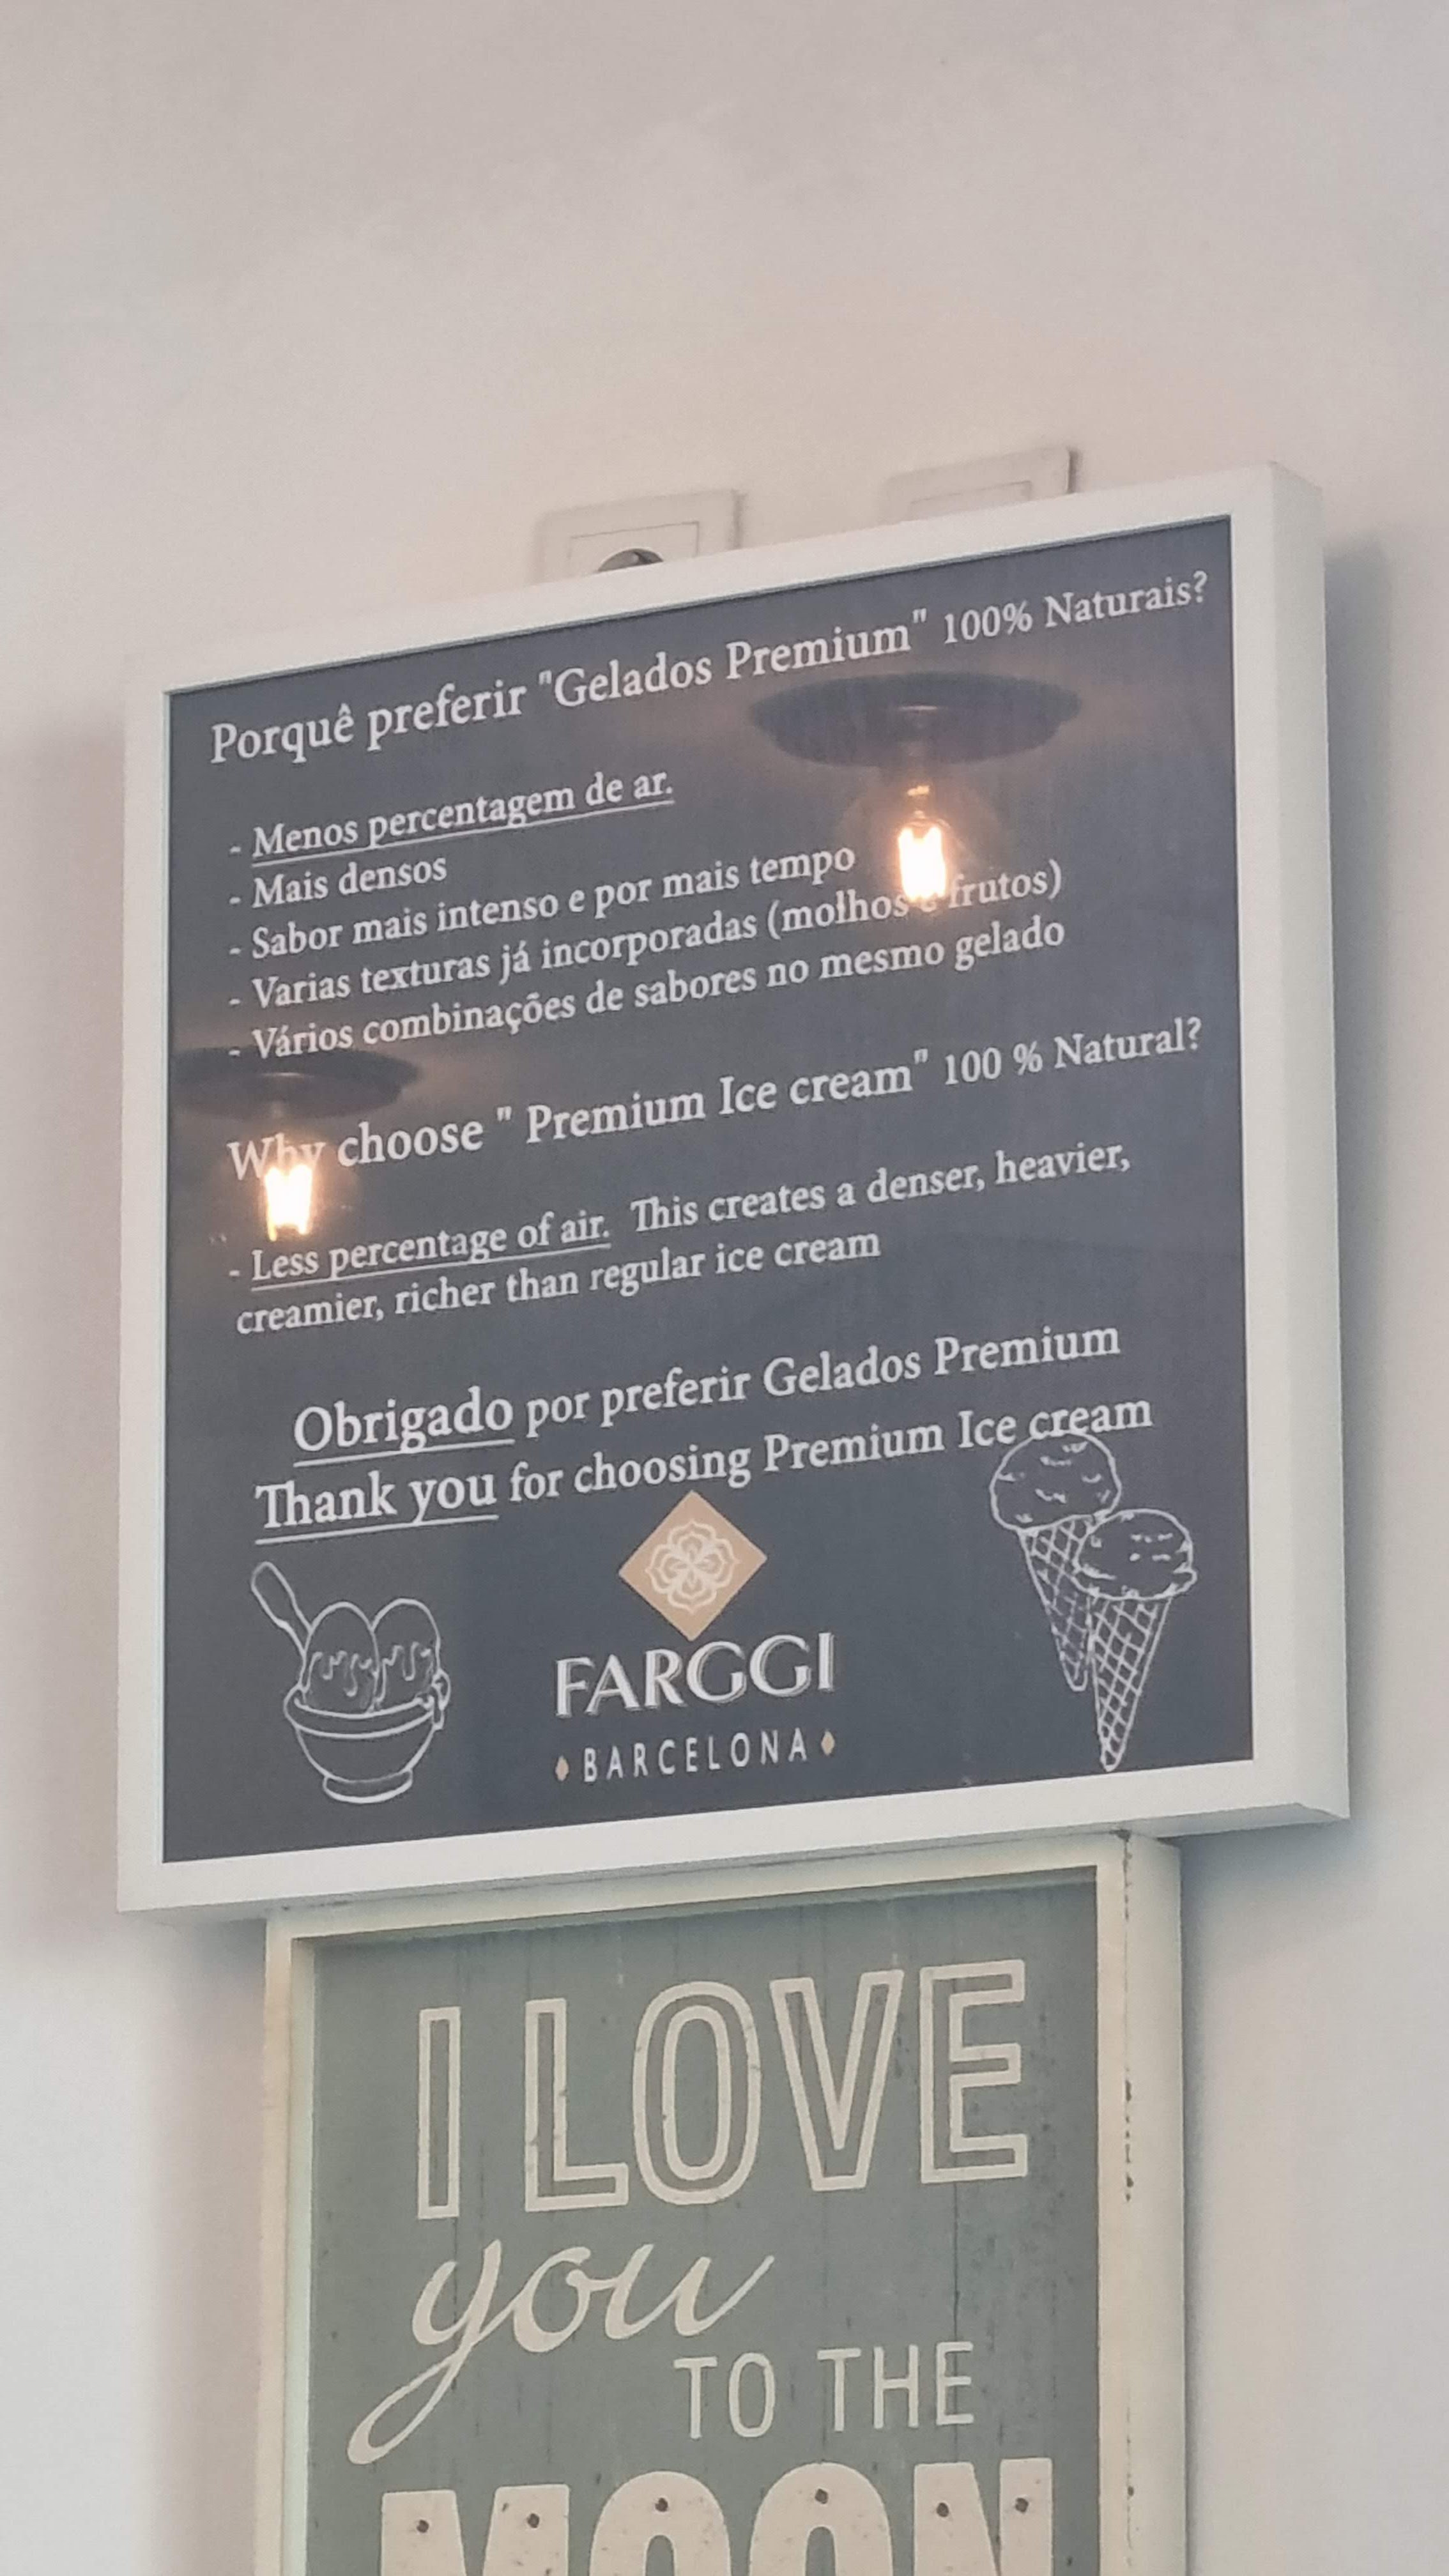 Porquê preferir "Gelados Premium" 100% Naturais?
- Menos percentagem de ar.
- Mais densos
- Sabor mais intenso e por mais tempo
- Varias texturas já incorporadas (molhos e frutos)
- Vários combinações de sabores no mesmo gelado
Why choose " Premium Ice cream" 100 % Natural?
- Less percentage of air. This creates a denser, heavier,
creamier, richer than regular ice cream
Obrigado por preferir Gelados Premium
Thank you for choosing Premium Ice cream
FARGGI
BARCELONA
I LOVE
you
TO THE
MOON